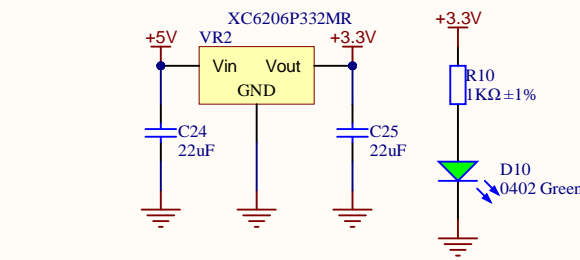 XC6206P332MR
+5V
VR2
+3.3V
Vin
Vout
GND
C24
22uF
C25
22uF
+3.3V
R10
1KΩ±1%
D10
0402 Green